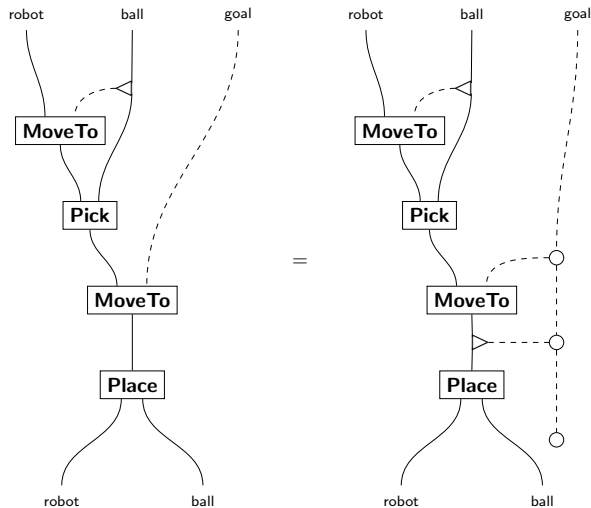 robot ball goal robot ball goal
MoveTo MoveTo
Pick Pick
=
MoveTo MoveTo
Place Place
robot ball robot ball